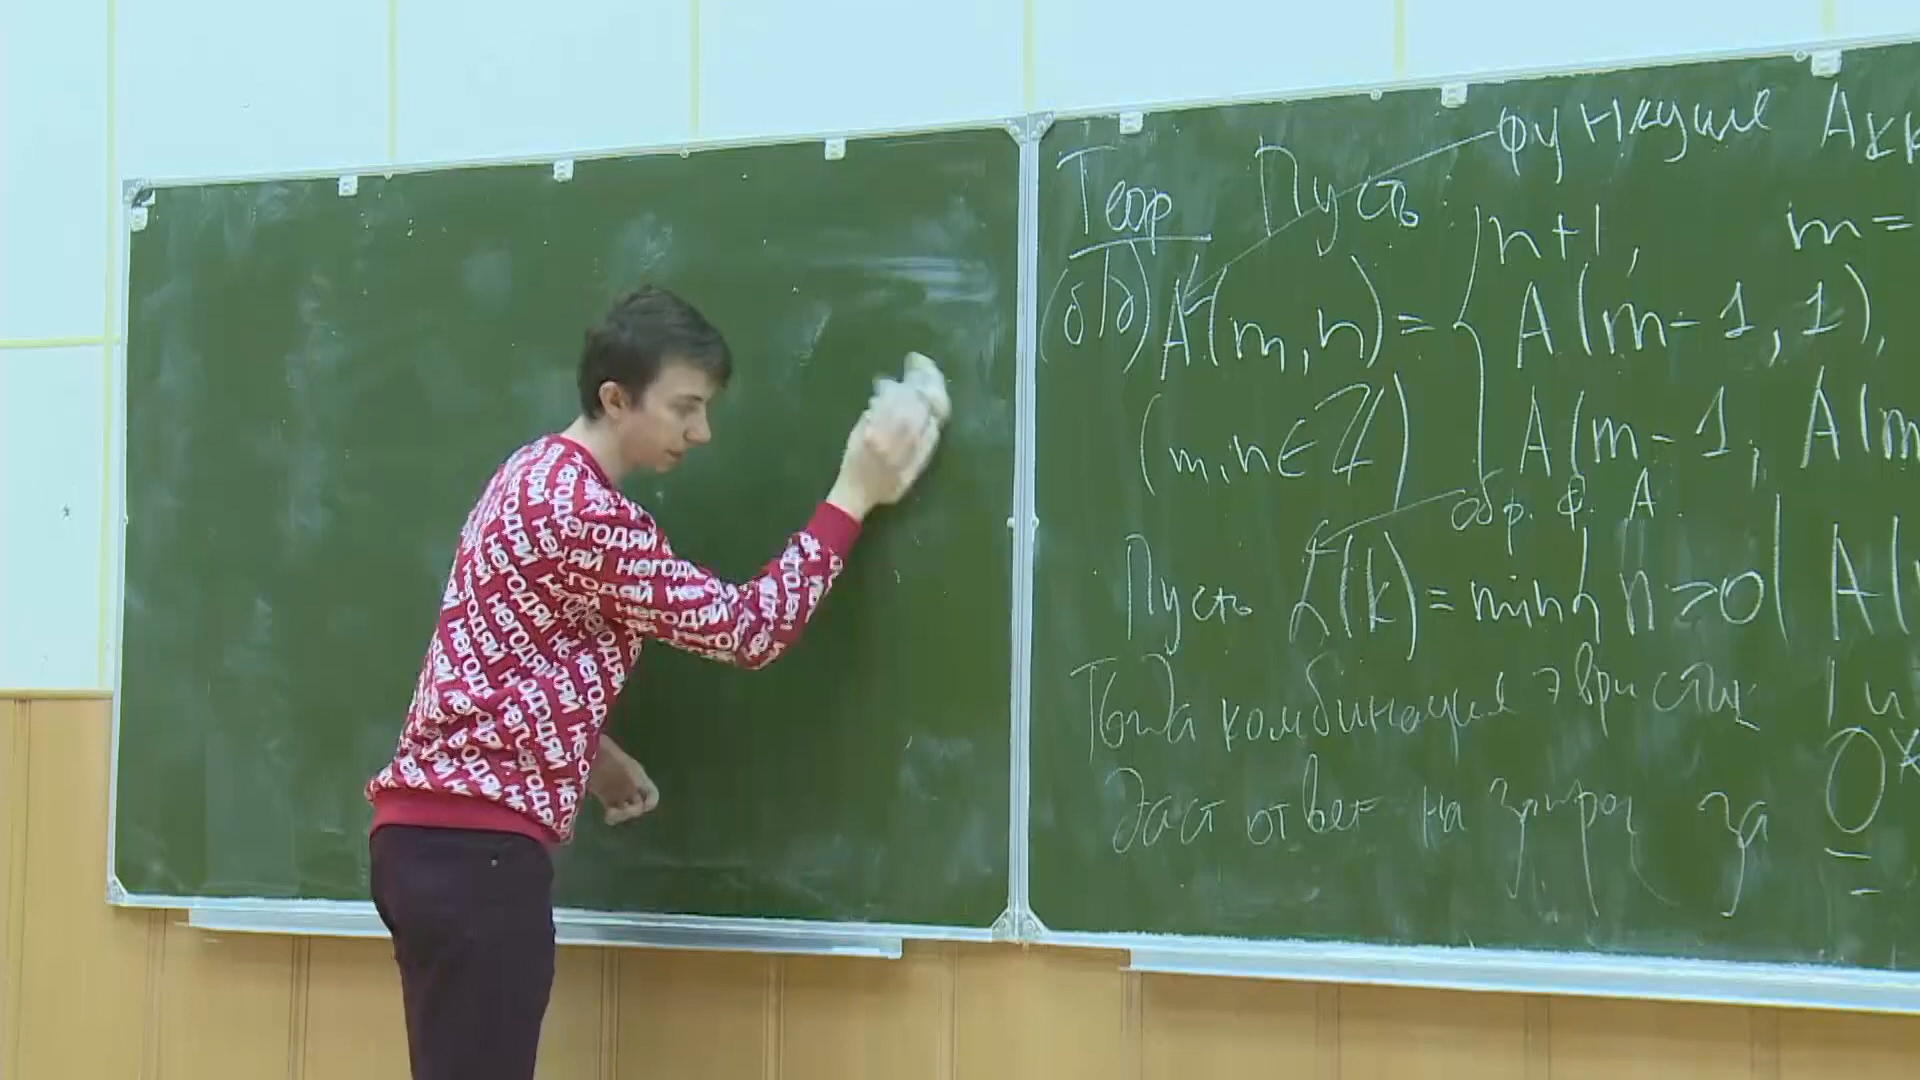 функция Акк
Теор Пусть
n+1, m=
(б/д) A(m,n) = { A(m-1, 1),
(m,n∈ℤ) A(m-1, A(m
обр. ф. А.
Пусть α(k) = min{ n ≥ 0 | A(
Тогда комбинация эвристик 1 и
даст ответ на запрос за O*
негодяй негодяй негодяй